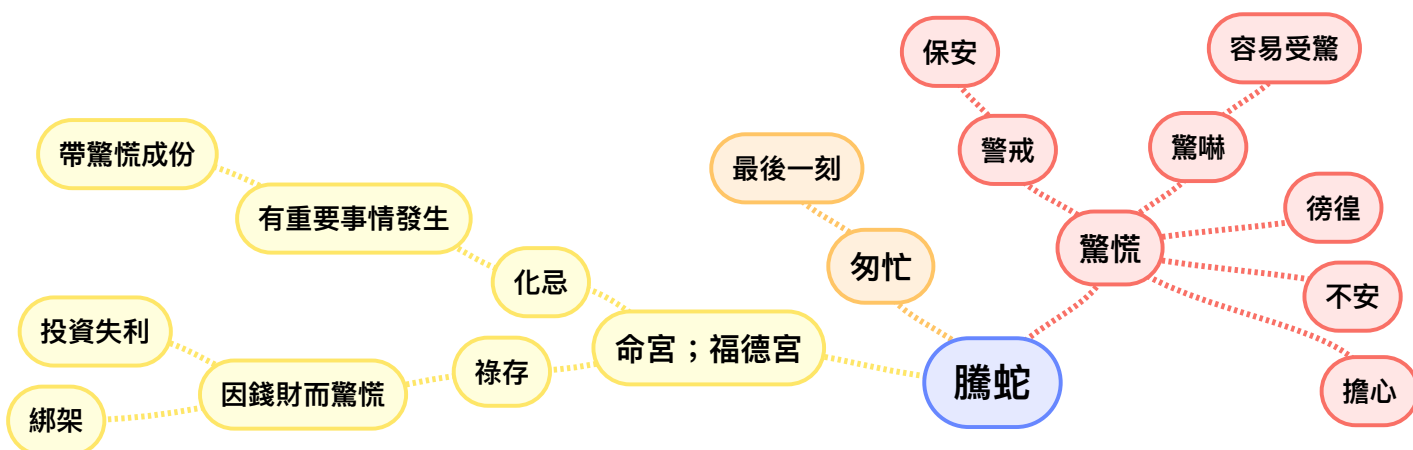 騰蛇
驚慌
警戒
保安
驚嚇
容易受驚
徬徨
不安
擔心
匆忙
最後一刻
命宮；福德宮
化忌
有重要事情發生
帶驚慌成份
祿存
因錢財而驚慌
投資失利
綁架